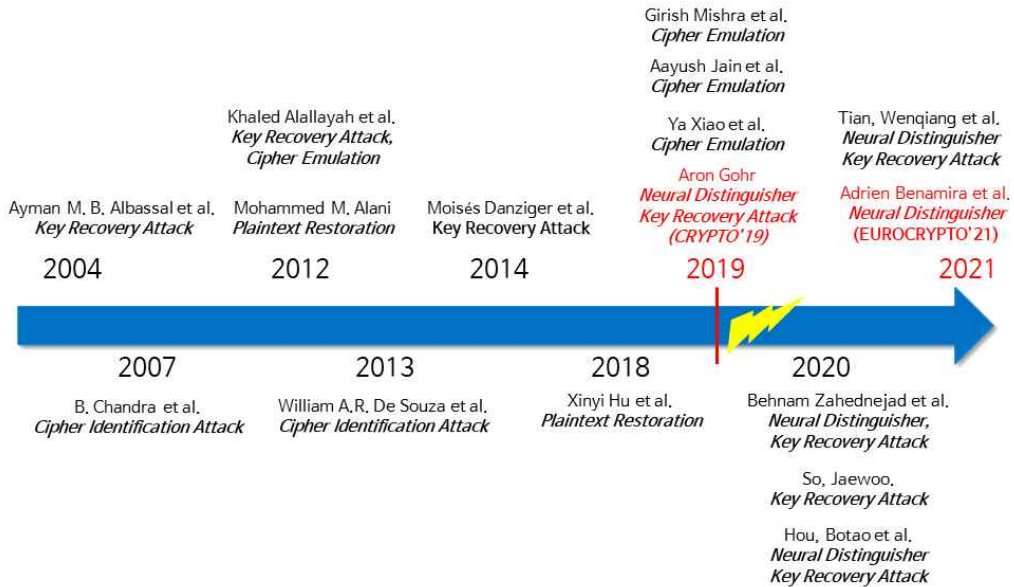 Girish Mishra et al.
Cipher Emulation
Aayush Jain et al.
Cipher Emulation
Khaled Alallayah et al.
Key Recovery Attack,
Cipher Emulation
Ya Xiao et al.
Cipher Emulation
Tian, Wenqiang et al.
Neural Distinguisher
Key Recovery Attack
Ayman M. B. Albassal et al.
Key Recovery Attack
Mohammed M. Alani
Plaintext Restoration
Moisés Danziger et al.
Key Recovery Attack
Aron Gohr
Neural Distinguisher
Key Recovery Attack
(CRYPTO'19)
Adrien Benamira et al.
Neural Distinguisher
(EUROCRYPTO'21)
2004
2012
2014
2019
2021
2007
2013
2018
2020
B. Chandra et al.
Cipher Identification Attack
William A.R. De Souza et al.
Cipher Identification Attack
Xinyi Hu et al.
Plaintext Restoration
Behnam Zahednejad et al.
Neural Distinguisher,
Key Recovery Attack
So, Jaewoo.
Key Recovery Attack
Hou, Botao et al.
Neural Distinguisher
Key Recovery Attack